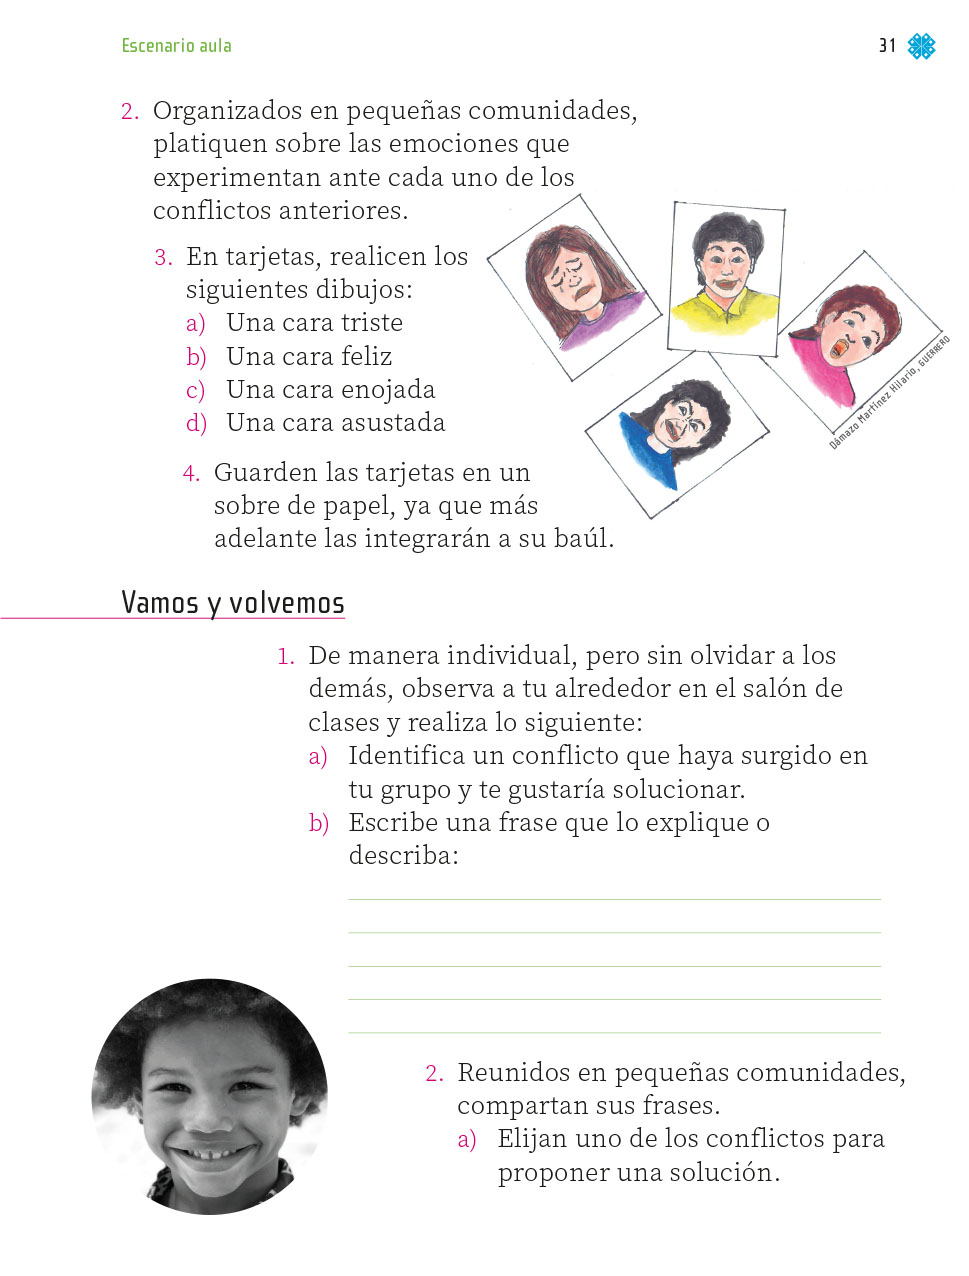 Escenario aula
31
2. Organizados en pequeñas comunidades,
platiquen sobre las emociones que
experimentan ante cada uno de los
conflictos anteriores.
3. En tarjetas, realicen los
siguientes dibujos:
a) Una cara triste
b) Una cara feliz
c) Una cara enojada
d) Una cara asustada
Dámazo Martínez Hilario, GUERRERO
4. Guarden las tarjetas en un
sobre de papel, ya que más
adelante las integrarán a su baúl.
Vamos y volvemos
1. De manera individual, pero sin olvidar a los
demás, observa a tu alrededor en el salón de
clases y realiza lo siguiente:
a) Identifica un conflicto que haya surgido en
tu grupo y te gustaría solucionar.
b) Escribe una frase que lo explique o
describa:
2. Reunidos en pequeñas comunidades,
compartan sus frases.
a) Elijan uno de los conflictos para
proponer una solución.